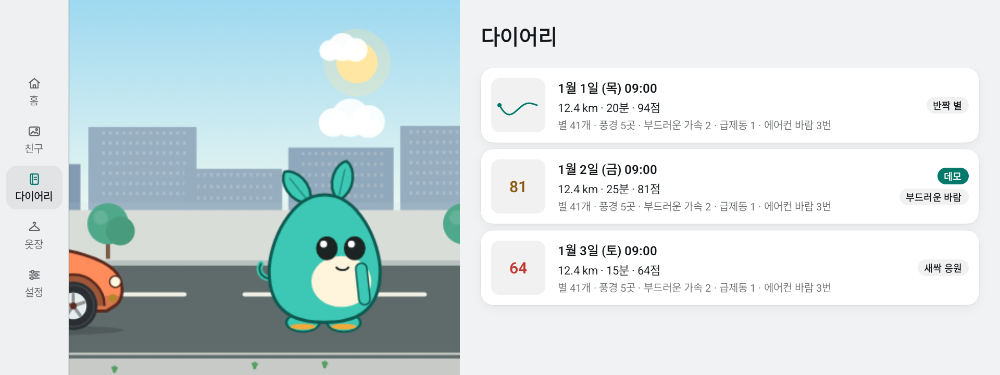 홈
친구
다이어리
옷장
설정
다이어리
1월 1일 (목) 09:00
12.4 km · 20분 · 94점
별 41개 · 풍경 5곳 · 부드러운 가속 2 · 급제동 1 · 에어컨 바람 3번
반짝 별
81
1월 2일 (금) 09:00
12.4 km · 25분 · 81점
별 41개 · 풍경 5곳 · 부드러운 가속 2 · 급제동 1 · 에어컨 바람 3번
데모
부드러운 바람
64
1월 3일 (토) 09:00
12.4 km · 15분 · 64점
별 41개 · 풍경 5곳 · 부드러운 가속 2 · 급제동 1 · 에어컨 바람 3번
새싹 응원